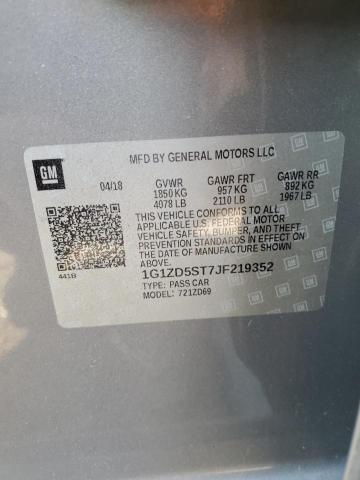 GM
MFD BY GENERAL MOTORS LLC
04/18 GVWR GAWR FRT GAWR RR
1850 KG 957 KG 892 KG
4078 LB 2110 LB 1967 LB
THIS VEHICLE CONFORMS TO ALL
APPLICABLE U.S. FEDERAL MOTOR
VEHICLE SAFETY, BUMPER, AND THEFT
PREVENTION STANDARDS IN EFFECT ON
THE DATE OF MANUFACTURE SHOWN
ABOVE.
441B
1G1ZD5ST7JF219352
TYPE: PASS CAR
MODEL: 721ZD69